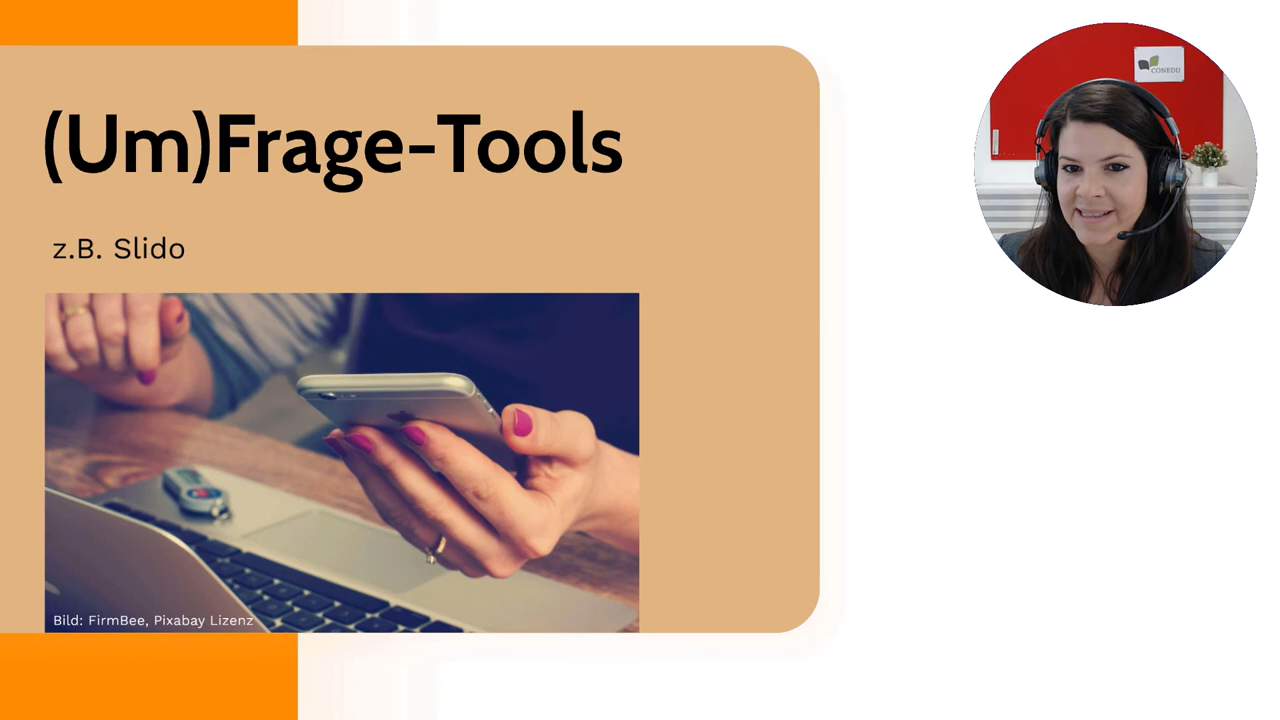 (Um)Frage-Tools
z.B. Slido
Bild: FirmBee, Pixabay Lizenz
CONEDU